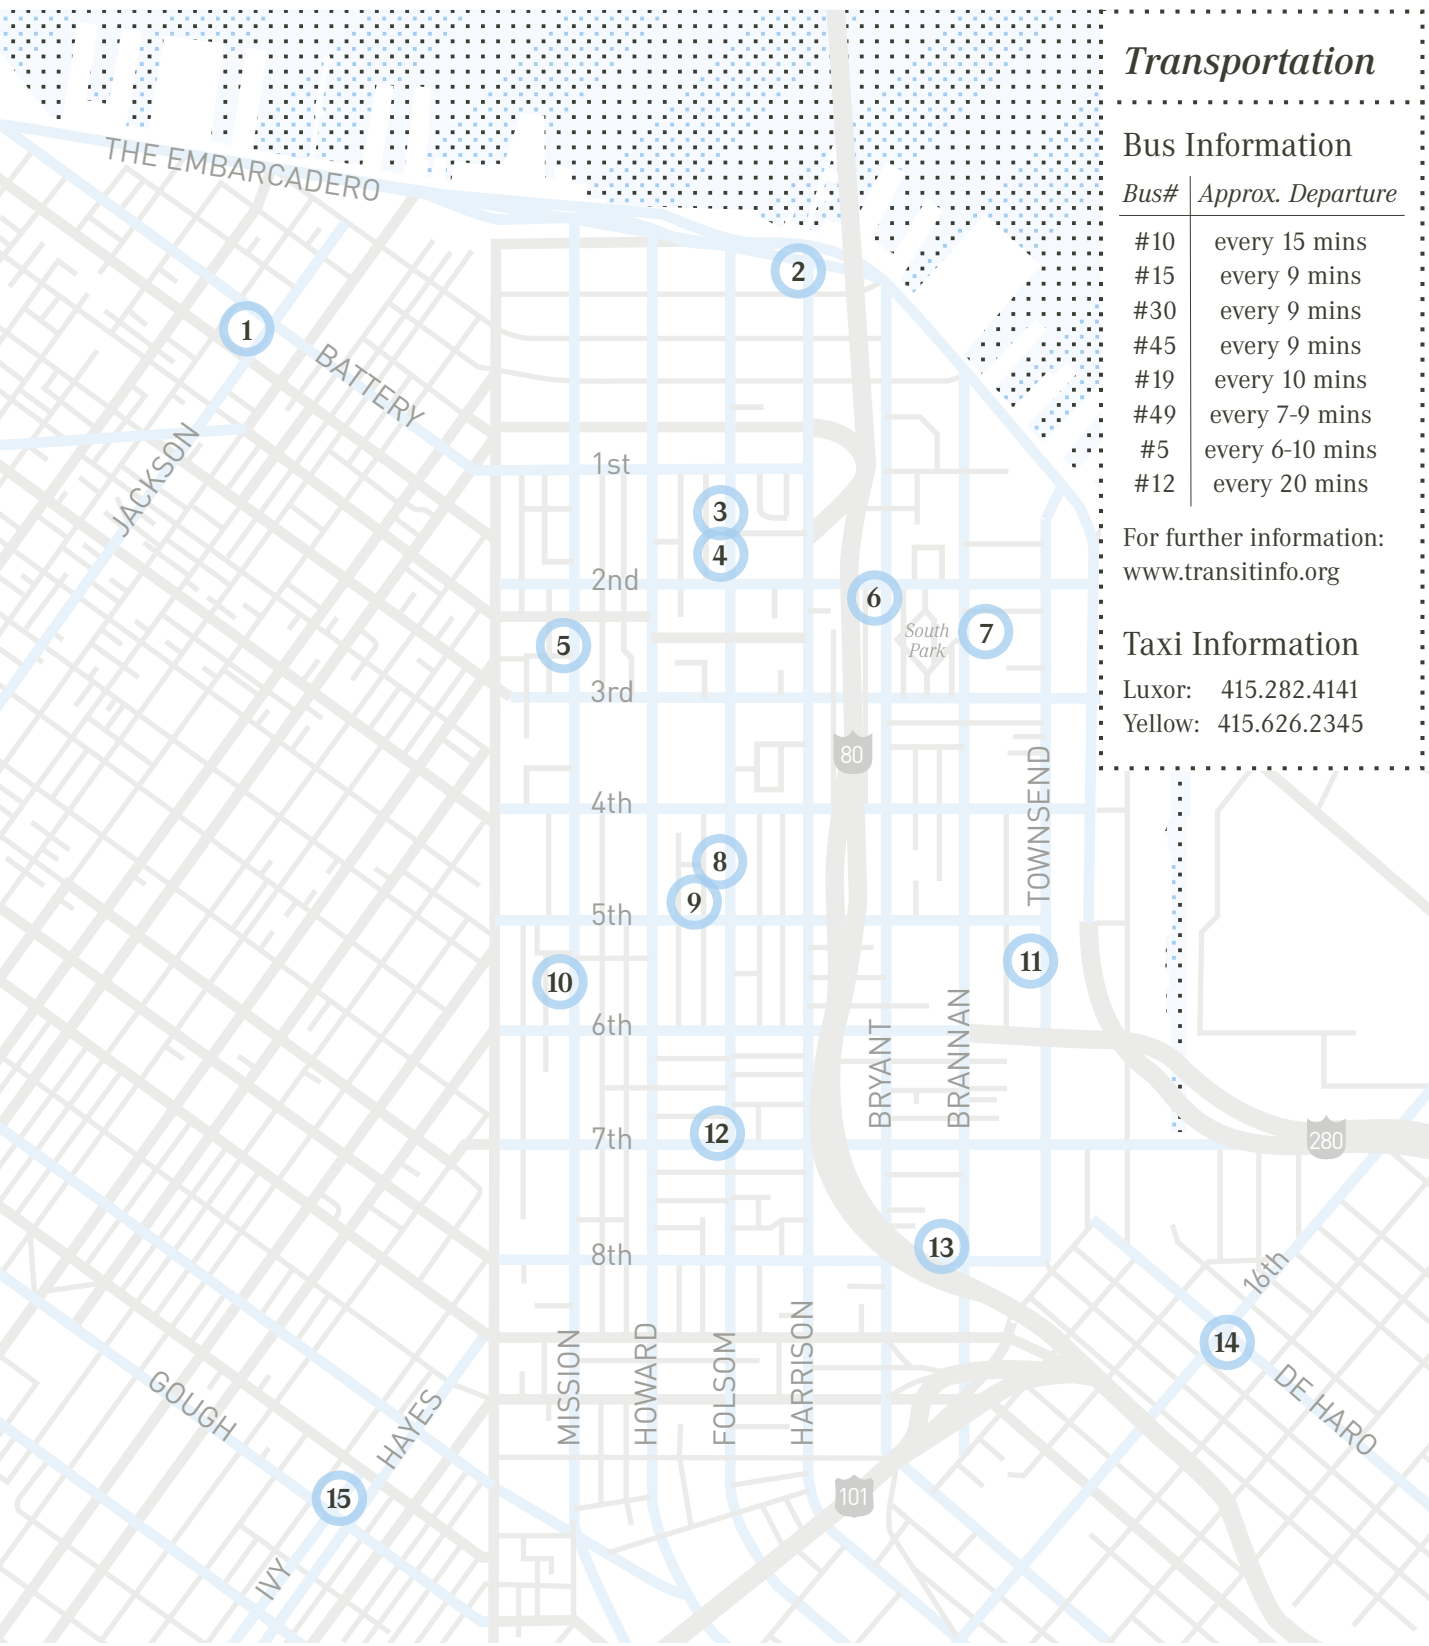 Transportation
Bus Information
Bus# Approx. Departure
#10 every 15 mins
#15 every 9 mins
#30 every 9 mins
#45 every 9 mins
#19 every 10 mins
#49 every 7-9 mins
#5 every 6-10 mins
#12 every 20 mins
For further information:
www.transitinfo.org
Taxi Information
Luxor: 415.282.4141
Yellow: 415.626.2345
THE EMBARCADERO
2
1
BATTERY
JACKSON
1st
3
4
2nd
6
South
Park
7
5
3rd
80
TOWNSEND
4th
8
9
5th
11
10
6th
BRYANT
BRANNAN
12
7th
280
13
8th
16th
14
DE HARO
MISSION
HOWARD
FOLSOM
HARRISON
GOUGH
HAYES
15
101
IVY